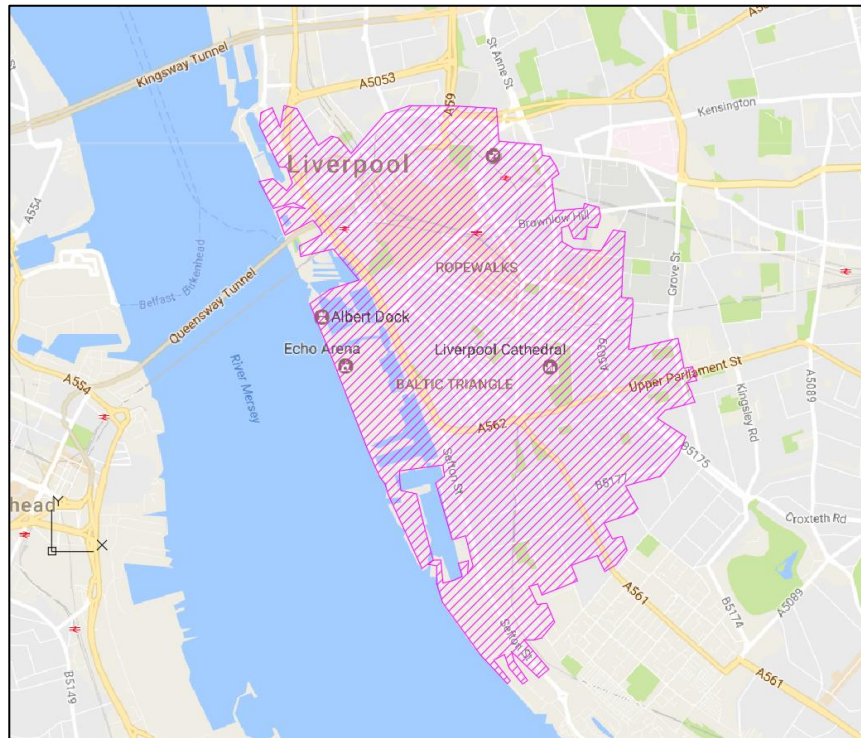 Kingsway Tunnel
A5053
A59
St Anne St
Kensington
Liverpool
A554
Brownlow Hill
Belfast - Birkenhead
ROPEWALKS
Grove St
Queensway Tunnel
Albert Dock
Echo Arena
Liverpool Cathedral
River Mersey
BALTIC TRIANGLE
Upper Parliament St
A5089
A554
A562
Kingsley Rd
Sefton St
B5175
B5177
head
Y
X
Croxteth Rd
A561
B5174
A5089
Sefton St
B5149
A561